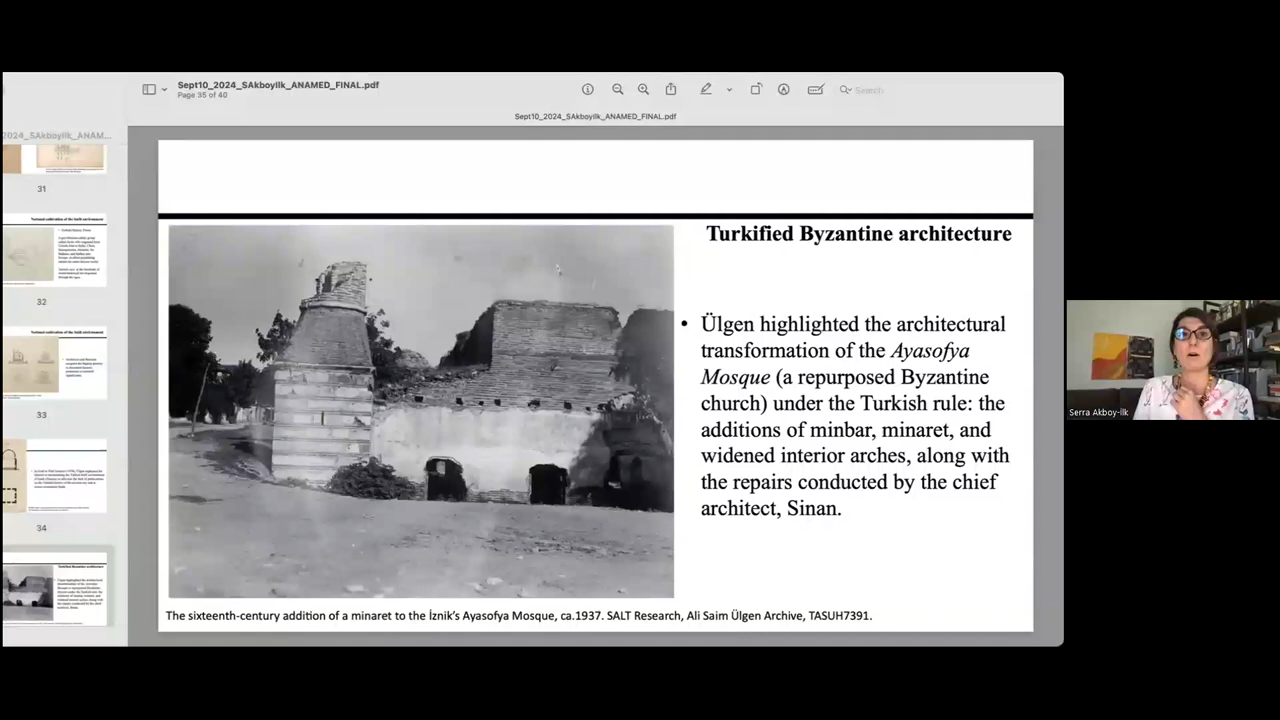 Sept10_2024_SAkboyIlk_ANAMED_FINAL.pdf
Page 35 of 40
Search
Sept10_2024_SAkboyIlk_ANAMED_FINAL.pdf
2024_SAkboyIlk_ANAM...
31
32
33
34
Turkified Byzantine architecture
• Ülgen highlighted the architectural
transformation of the Ayasofya
Mosque (a repurposed Byzantine
church) under the Turkish rule: the
additions of minbar, minaret, and
widened interior arches, along with
the repairs conducted by the chief
architect, Sinan.
The sixteenth-century addition of a minaret to the İznik's Ayasofya Mosque, ca.1937. SALT Research, Ali Saim Ülgen Archive, TASUH7391.
Serra Akboy-İlk